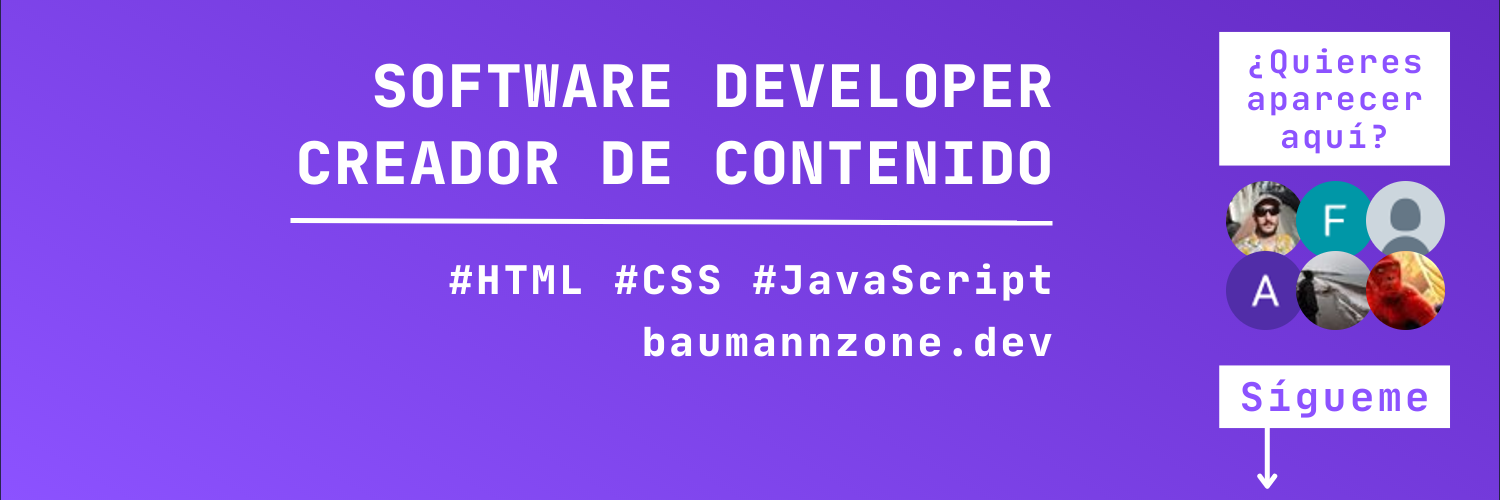 SOFTWARE DEVELOPER
CREADOR DE CONTENIDO
#HTML #CSS #JavaScript
baumannzone.dev
¿Quieres
aparecer
aquí?
F
A
Sígueme